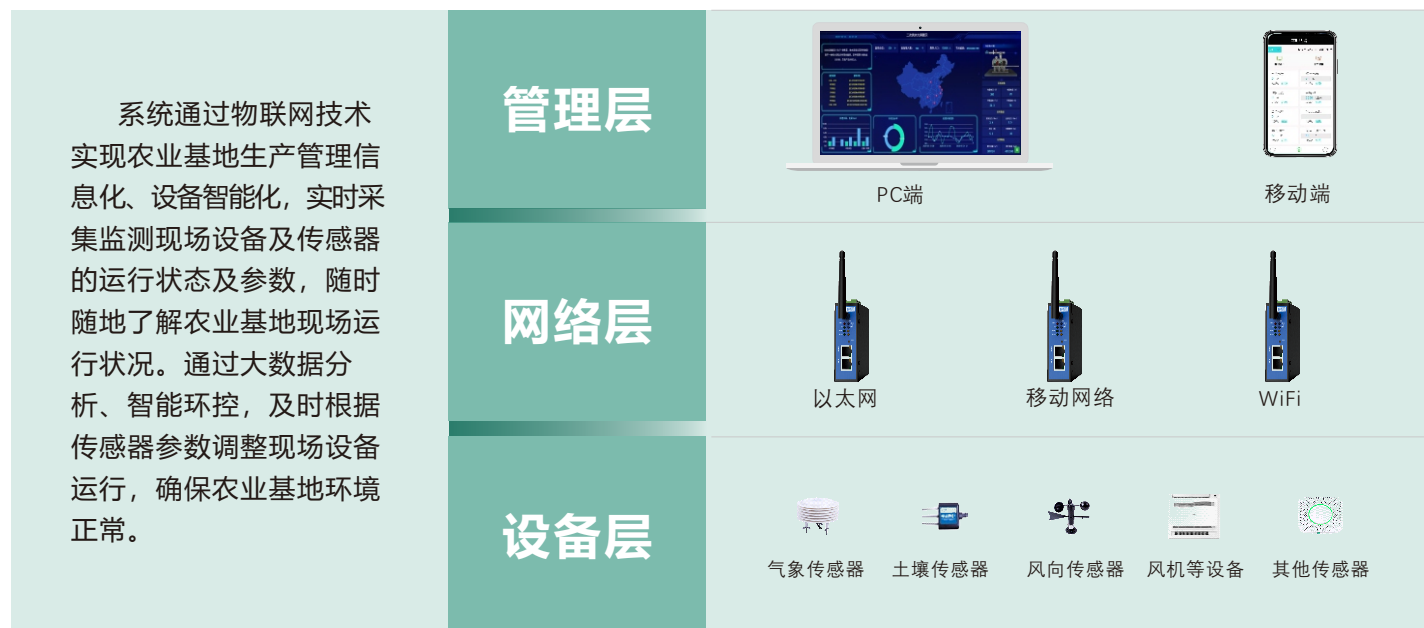 系统通过物联网技术
实现农业基地生产管理信
息化、设备智能化，实时采
集监测现场设备及传感器
的运行状态及参数，随时
随地了解农业基地现场运
行状况。通过大数据分
析、智能环控，及时根据
传感器参数调整现场设备
运行，确保农业基地环境
正常。
管理层
PC端
移动端
网络层
以太网
移动网络
WiFi
设备层
气象传感器
土壤传感器
风向传感器
风机等设备
其他传感器